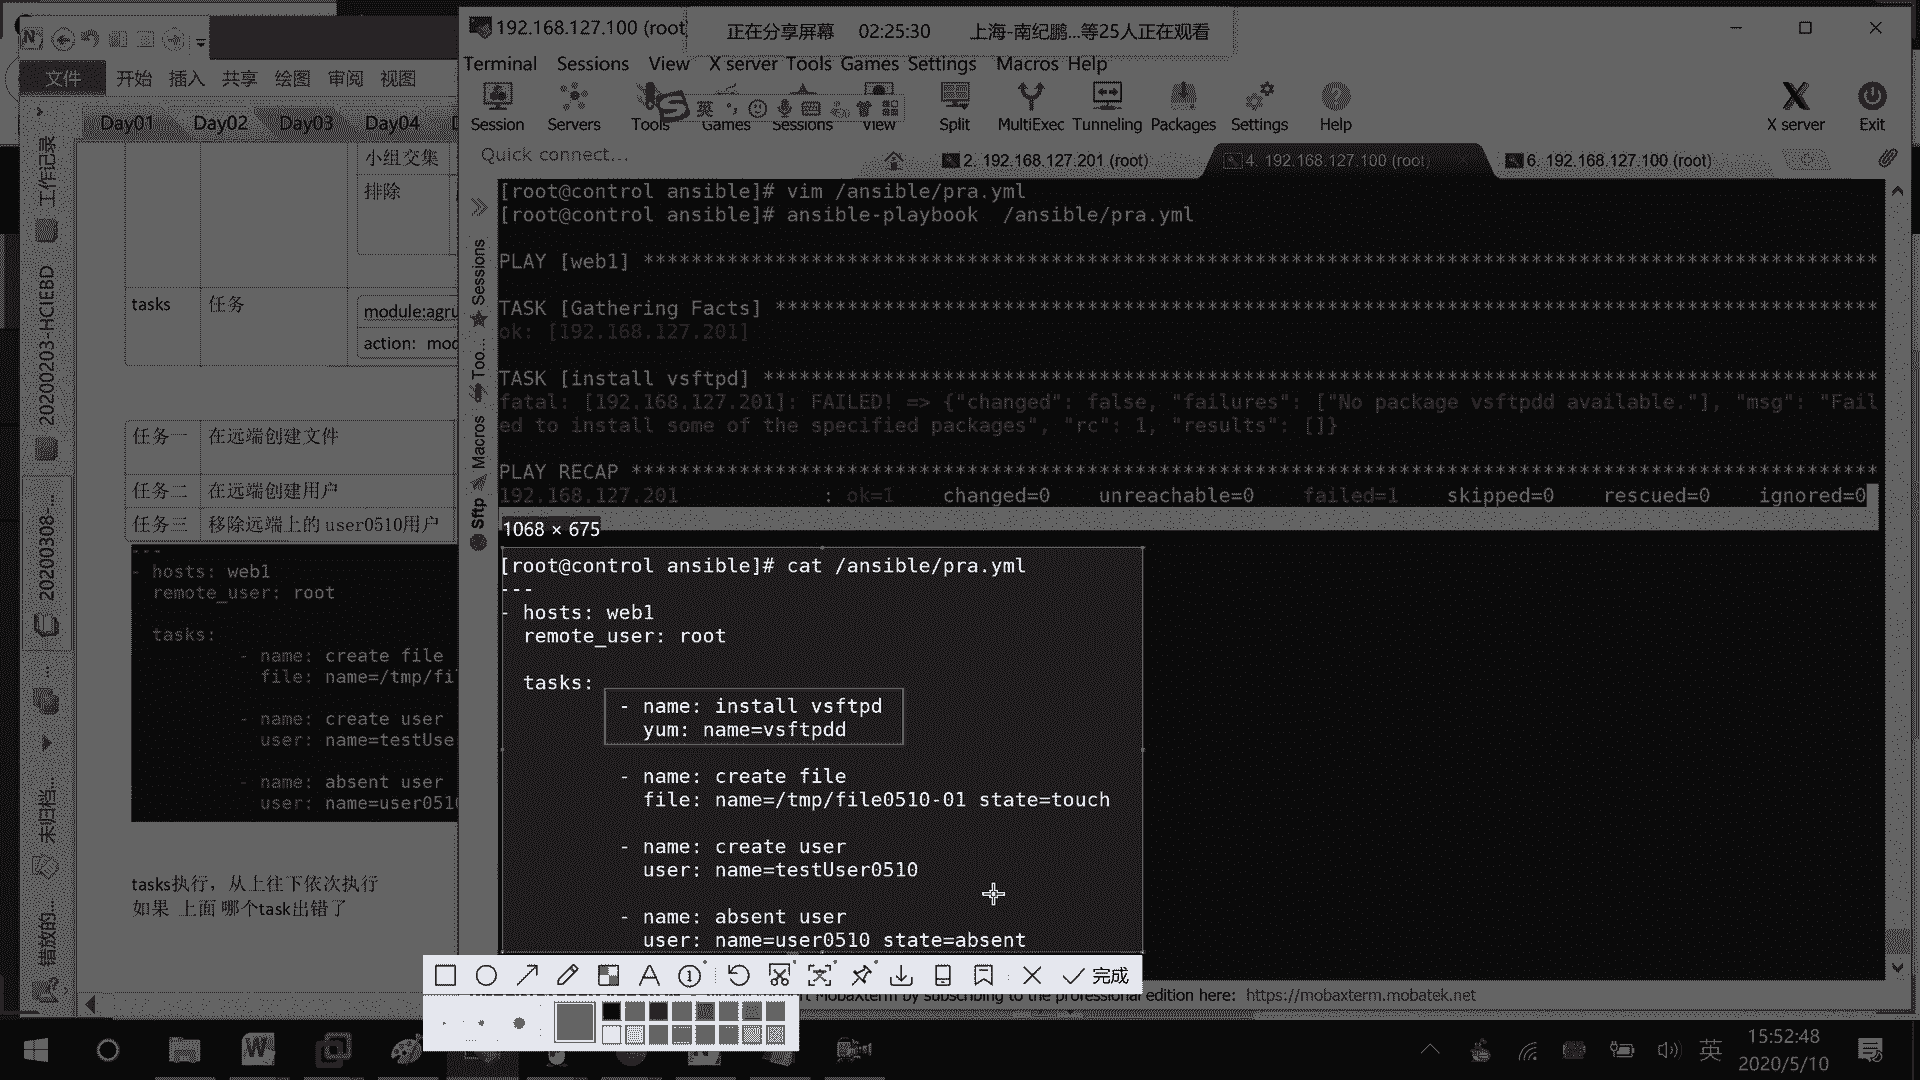 192.168.127.100 (root
正在分享屏幕 02:25:30 上海-南纪鹏...等25人正在观看
Terminal Sessions View X server Tools Games Settings Macros Help
文件 开始 插入 共享 绘图 审阅 视图
英
Session Servers Tools Games Sessions View Split MultiExec Tunneling Packages Settings Help X server Exit
Day01 Day02 Day03 Day04
Quick connect...
2. 192.168.127.201 (root)
4. 192.168.127.100 (root)
6. 192.168.127.100 (root)
工作记录
20200203-HCIEBD
20200308-...
未归档...
错放的...
Sessions
Too...
Macros
Sftp
小组交集
排除
tasks 任务
module:agru
action: mod
任务一 在远端创建文件
任务二 在远端创建用户
任务三 移除远端上的 user0510用户
---
- hosts: web1
remote_user: root
tasks:
- name: create file
file: name=/tmp/fi
- name: create user
user: name=testUse
- name: absent user
user: name=user0510
tasks执行，从上往下依次执行
如果 上面 哪个task出错了
[root@control ansible]# vim /ansible/pra.yml
[root@control ansible]# ansible-playbook  /ansible/pra.yml
PLAY [web1] ******************************************************************************************************
TASK [Gathering Facts] *******************************************************************************************
ok: [192.168.127.201]
TASK [install vsftpd] ********************************************************************************************
fatal: [192.168.127.201]: FAILED! => {"changed": false, "failures": ["No package vsftpdd available."], "msg": "Fail
ed to install some of the specified packages", "rc": 1, "results": []}
PLAY RECAP *******************************************************************************************************
192.168.127.201 : ok=1 changed=0 unreachable=0 failed=1 skipped=0 rescued=0 ignored=0
1068 × 675
[root@control ansible]# cat /ansible/pra.yml
---
- hosts: web1
remote_user: root
tasks:
- name: install vsftpd
yum: name=vsftpdd
- name: create file
file: name=/tmp/file0510-01 state=touch
- name: create user
user: name=testUser0510
- name: absent user
user: name=user0510 state=absent
完成
MobaXterm by subscribing to the professional edition here: https://mobaxterm.mobatek.net
英
15:52:48
2020/5/10